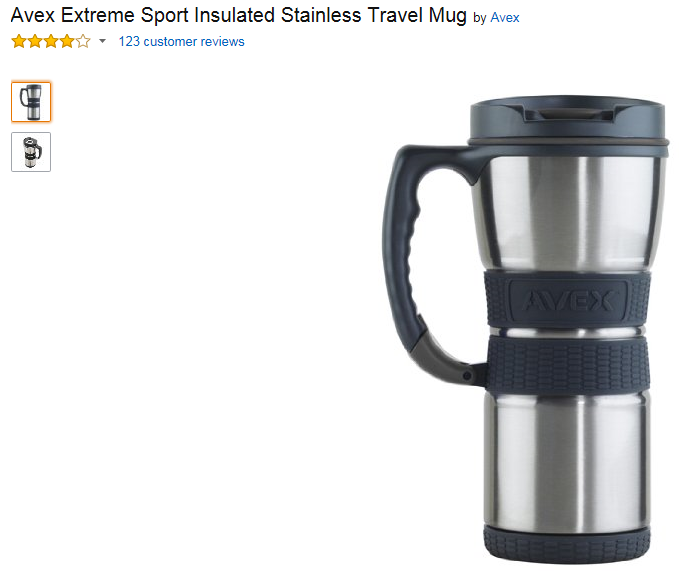 Avex Extreme Sport Insulated Stainless Travel Mug by Avex
123 customer reviews
AVEX